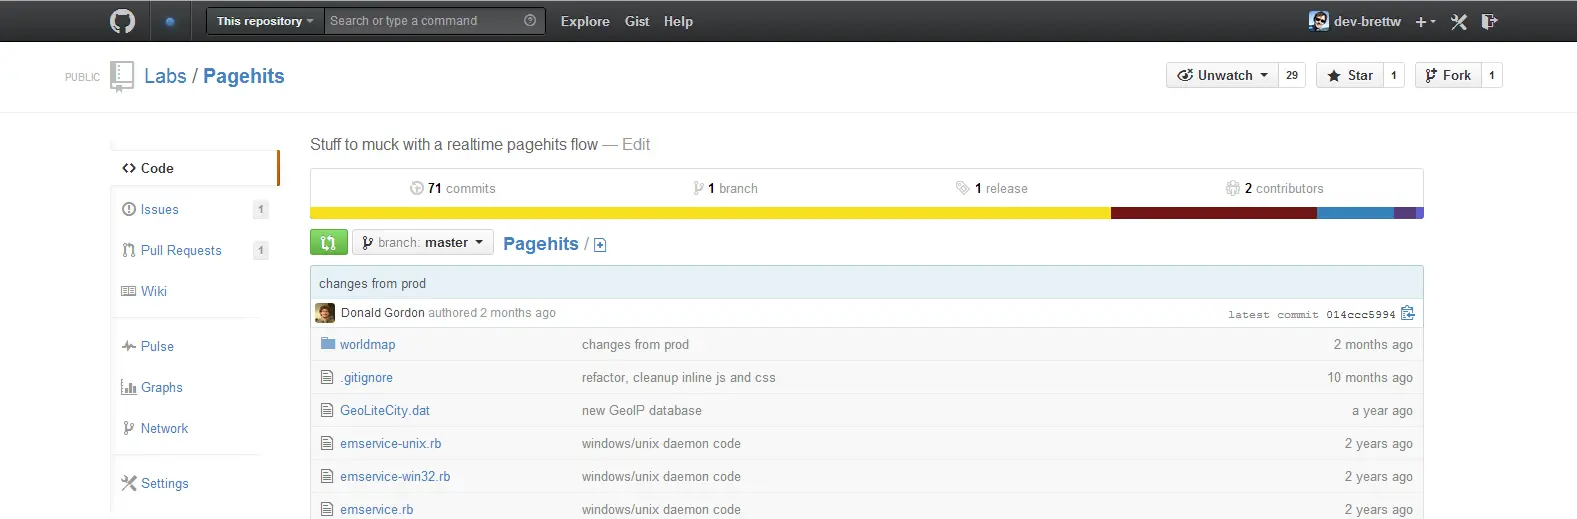 This repository Search or type a command Explore Gist Help dev-brettw
PUBLIC Labs / Pagehits Unwatch 29 Star 1 Fork 1
Stuff to muck with a realtime pagehits flow — Edit
Code
71 commits 1 branch 1 release 2 contributors
Issues 1
branch: master Pagehits /
Pull Requests 1
changes from prod
Wiki
Donald Gordon authored 2 months ago latest commit 014ccc5994
Pulse
worldmap changes from prod 2 months ago
.gitignore refactor, cleanup inline js and css 10 months ago
Graphs
GeoLiteCity.dat new GeoIP database a year ago
Network
emservice-unix.rb windows/unix daemon code 2 years ago
emservice-win32.rb windows/unix daemon code 2 years ago
Settings
emservice.rb windows/unix daemon code 2 years ago